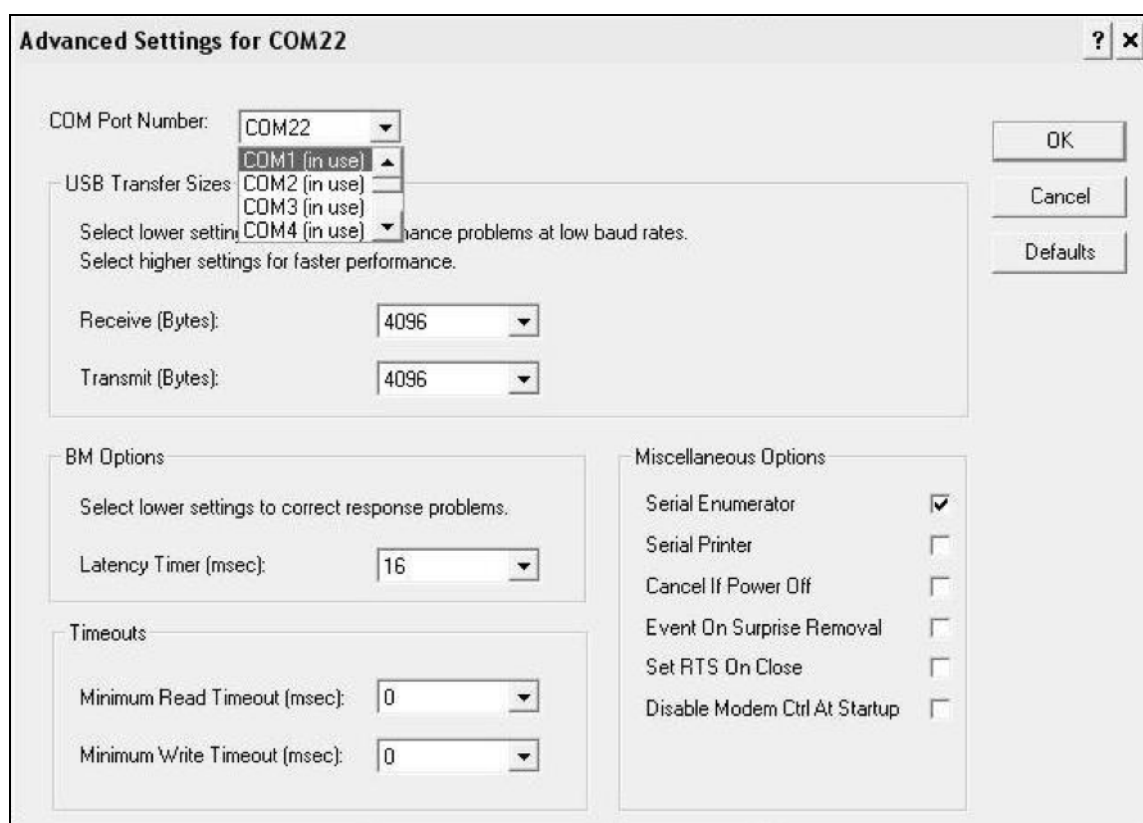 Advanced Settings for COM22
? ×
COM Port Number: COM22
OK
COM1 (in use)
COM2 (in use)
COM3 (in use)
COM4 (in use)
USB Transfer Sizes
Cancel
Select lower settin mance problems at low baud rates.
Select higher settings for faster performance.
Defaults
Receive (Bytes): 4096
Transmit (Bytes): 4096
BM Options
Select lower settings to correct response problems.
Latency Timer (msec): 16
Timeouts
Minimum Read Timeout (msec): 0
Minimum Write Timeout (msec): 0
Miscellaneous Options
Serial Enumerator
Serial Printer
Cancel If Power Off
Event On Surprise Removal
Set RTS On Close
Disable Modem Ctrl At Startup